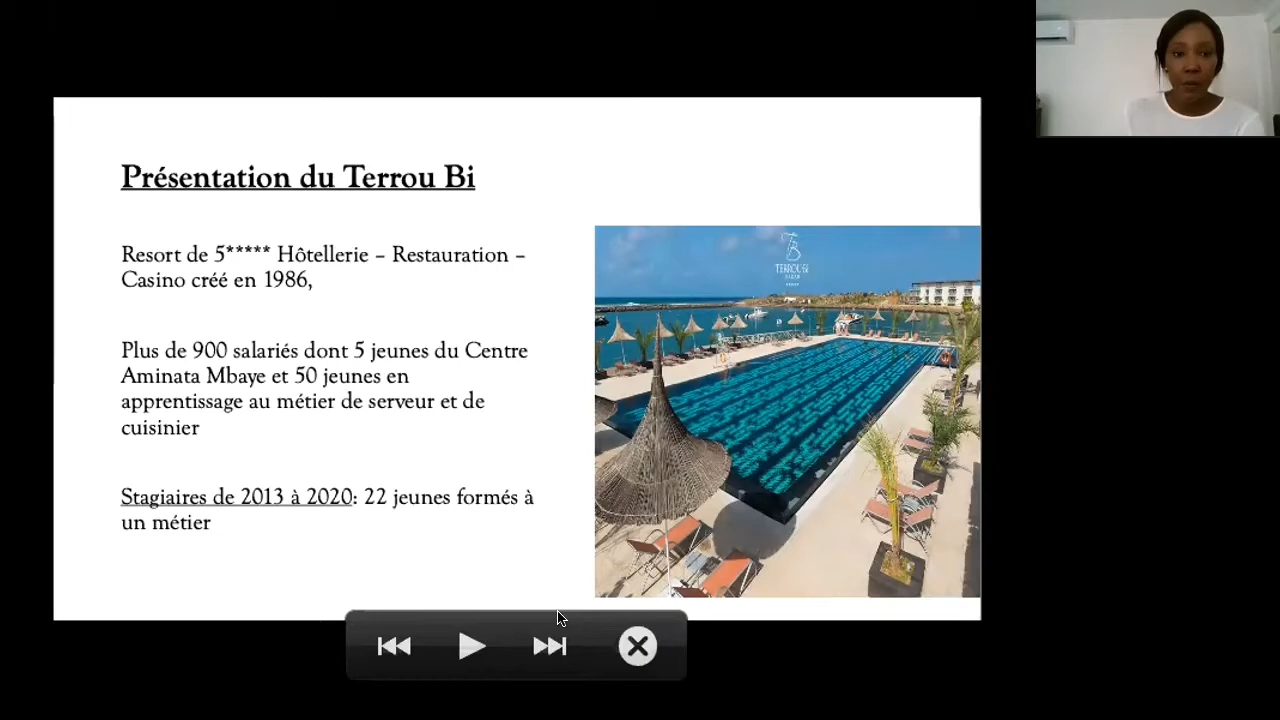 Présentation du Terrou Bi
Resort de 5***** Hôtellerie – Restauration –
Casino créé en 1986,
Plus de 900 salariés dont 5 jeunes du Centre
Aminata Mbaye et 50 jeunes en
apprentissage au métier de serveur et de
cuisinier
Stagiaires de 2013 à 2020: 22 jeunes formés à
un métier
TB
TERROU-BI